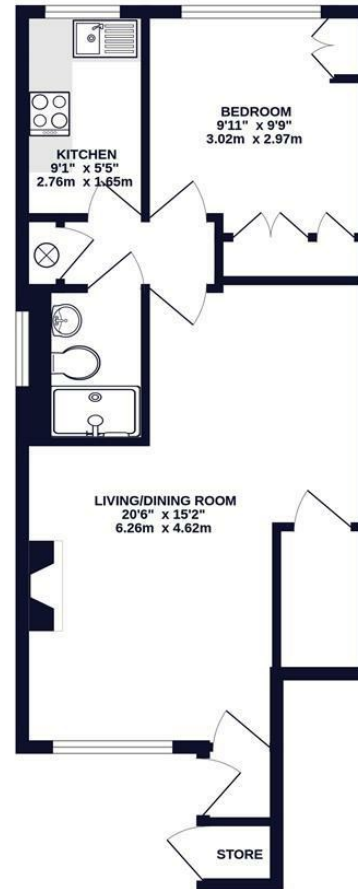 BEDROOM
9'11" x 9'9"
3.02m x 2.97m
KITCHEN
9'1" x 5'5"
2.76m x 1.65m
LIVING/DINING ROOM
20'6" x 15'2"
6.26m x 4.62m
STORE